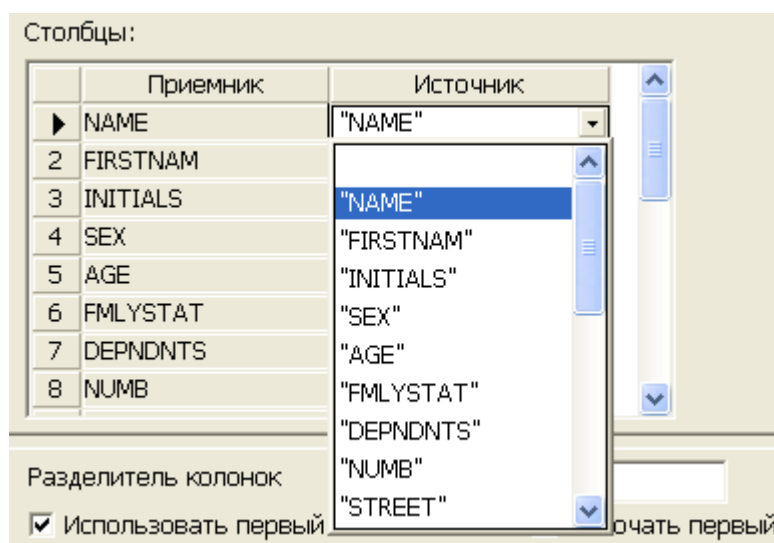 Столбцы:
Приемник Источник
NAME "NAME"
2 FIRSTNAM
3 INITIALS "NAME"
4 SEX "FIRSTNAM"
5 AGE "INITIALS"
6 FMLYSTAT "SEX"
7 DEPNDNTS "AGE"
8 NUMB "FMLYSTAT"
"DEPNDNTS"
Разделитель колонок "NUMB"
"STREET"
Использовать первый первый